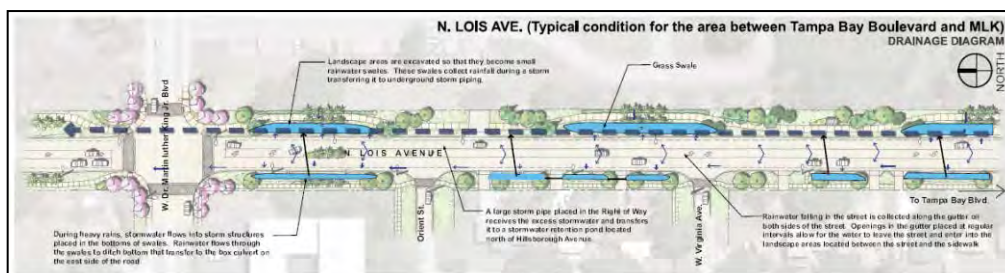 N. LOIS AVE. (Typical condition for the area between Tampa Bay Boulevard and MLK)
DRAINAGE DIAGRAM
NORTH
Landscape areas are excavated so that they become small
rainwater swales. These swales collect rainfall during a storm
transferring it to underground storm piping.
Grass Swale
W. Dr. Martin luther King Jr. Blvd
N. LOIS AVENUE
Orient St.
W. Virginia Ave.
To Tampa Bay Blvd.
During heavy rains, stormwater flows into storm structures
placed in the bottoms of swales. Rainwater flows through
the swales to ditch bottom that transfer to the box culvert on
the east side of the road
A large storm pipe placed in the Right of Way
receives the excess stormwater and transfers
it to a stormwater retention pond located
north of Hillsborough Avenue.
Rainwater falling in the street is collected along the gutter on
both sides of the street. Openings in the gutter placed at regular
intervals allow for the water to leave the street and enter into the
landscape areas located between the street and the sidewalk